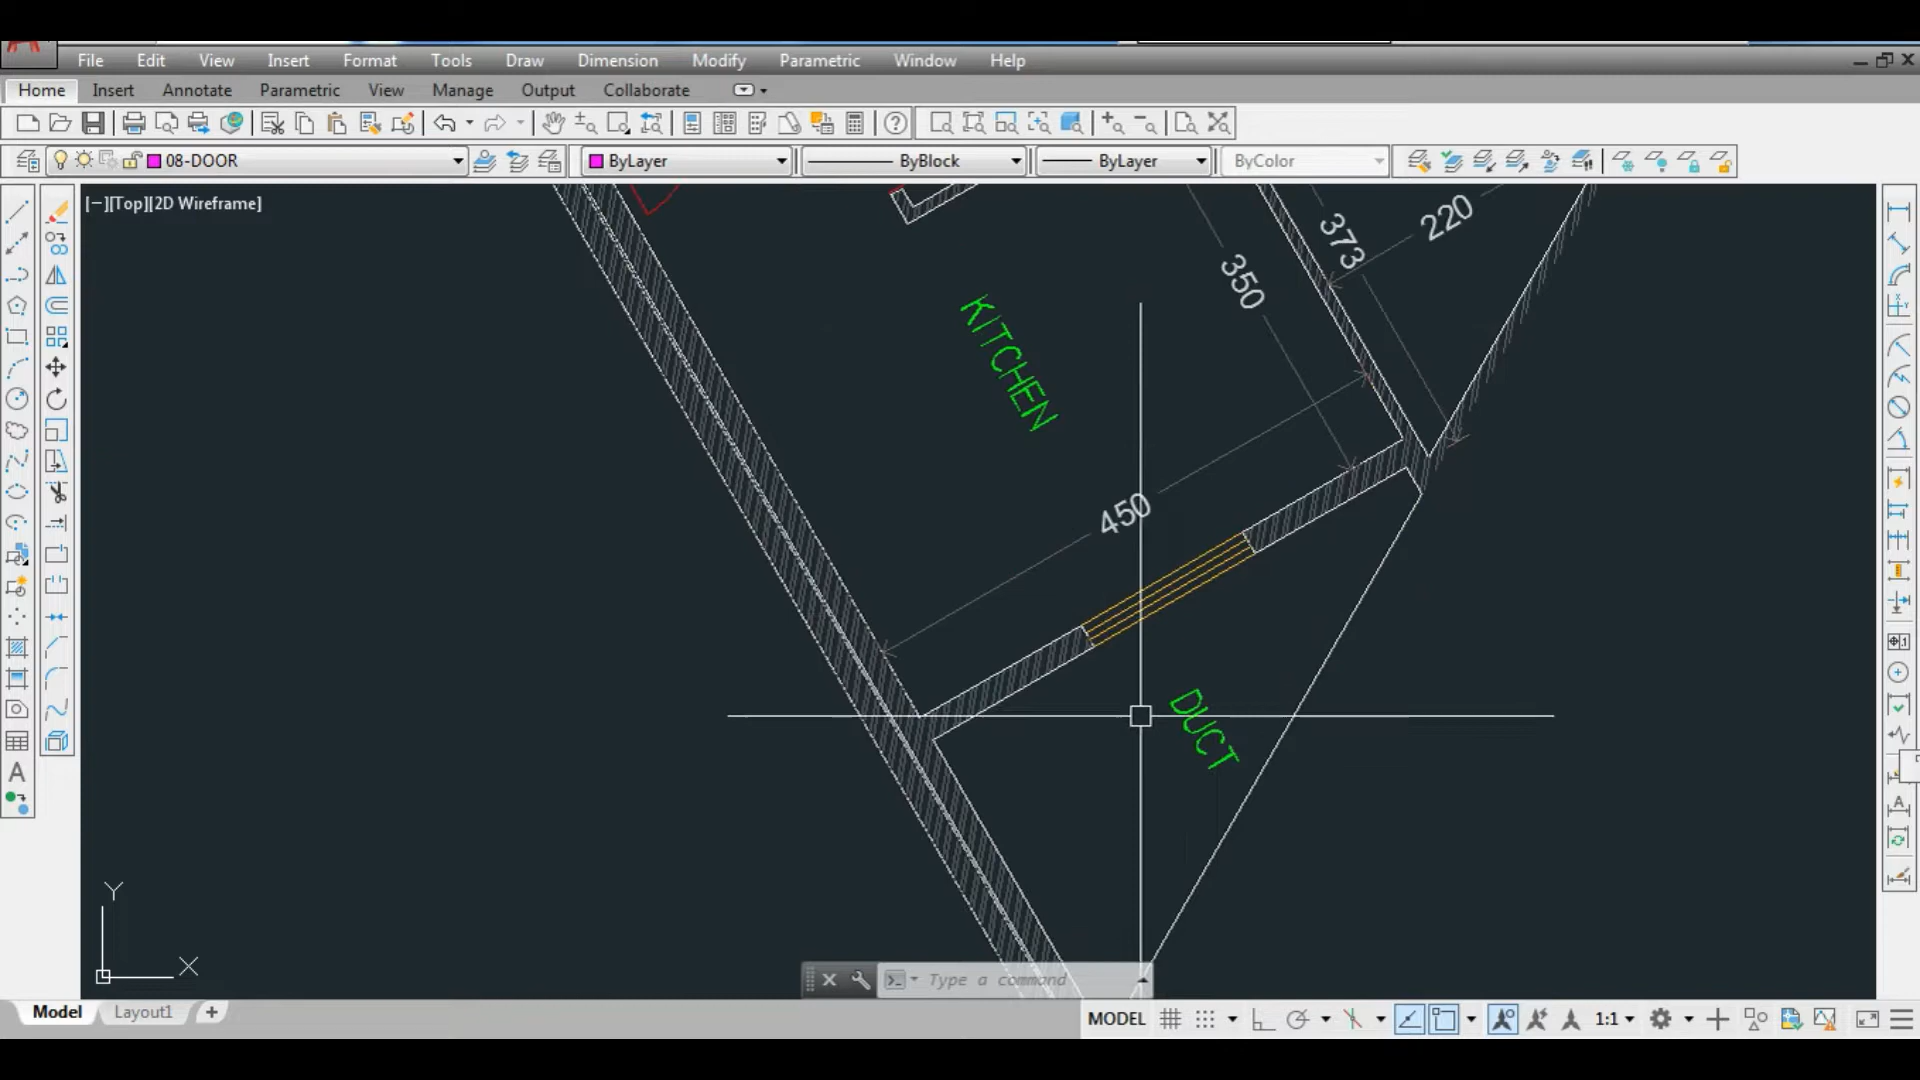 File Edit View Insert Format Tools Draw Dimension Modify Parametric Window Help
Home Insert Annotate Parametric View Manage Output Collaborate
08-DOOR ByLayer ByBlock ByLayer ByColor
[−][Top][2D Wireframe]
220
373
350
KITCHEN
450
DUCT
Y
X
Type a command
Model Layout1 +
MODEL 1:1